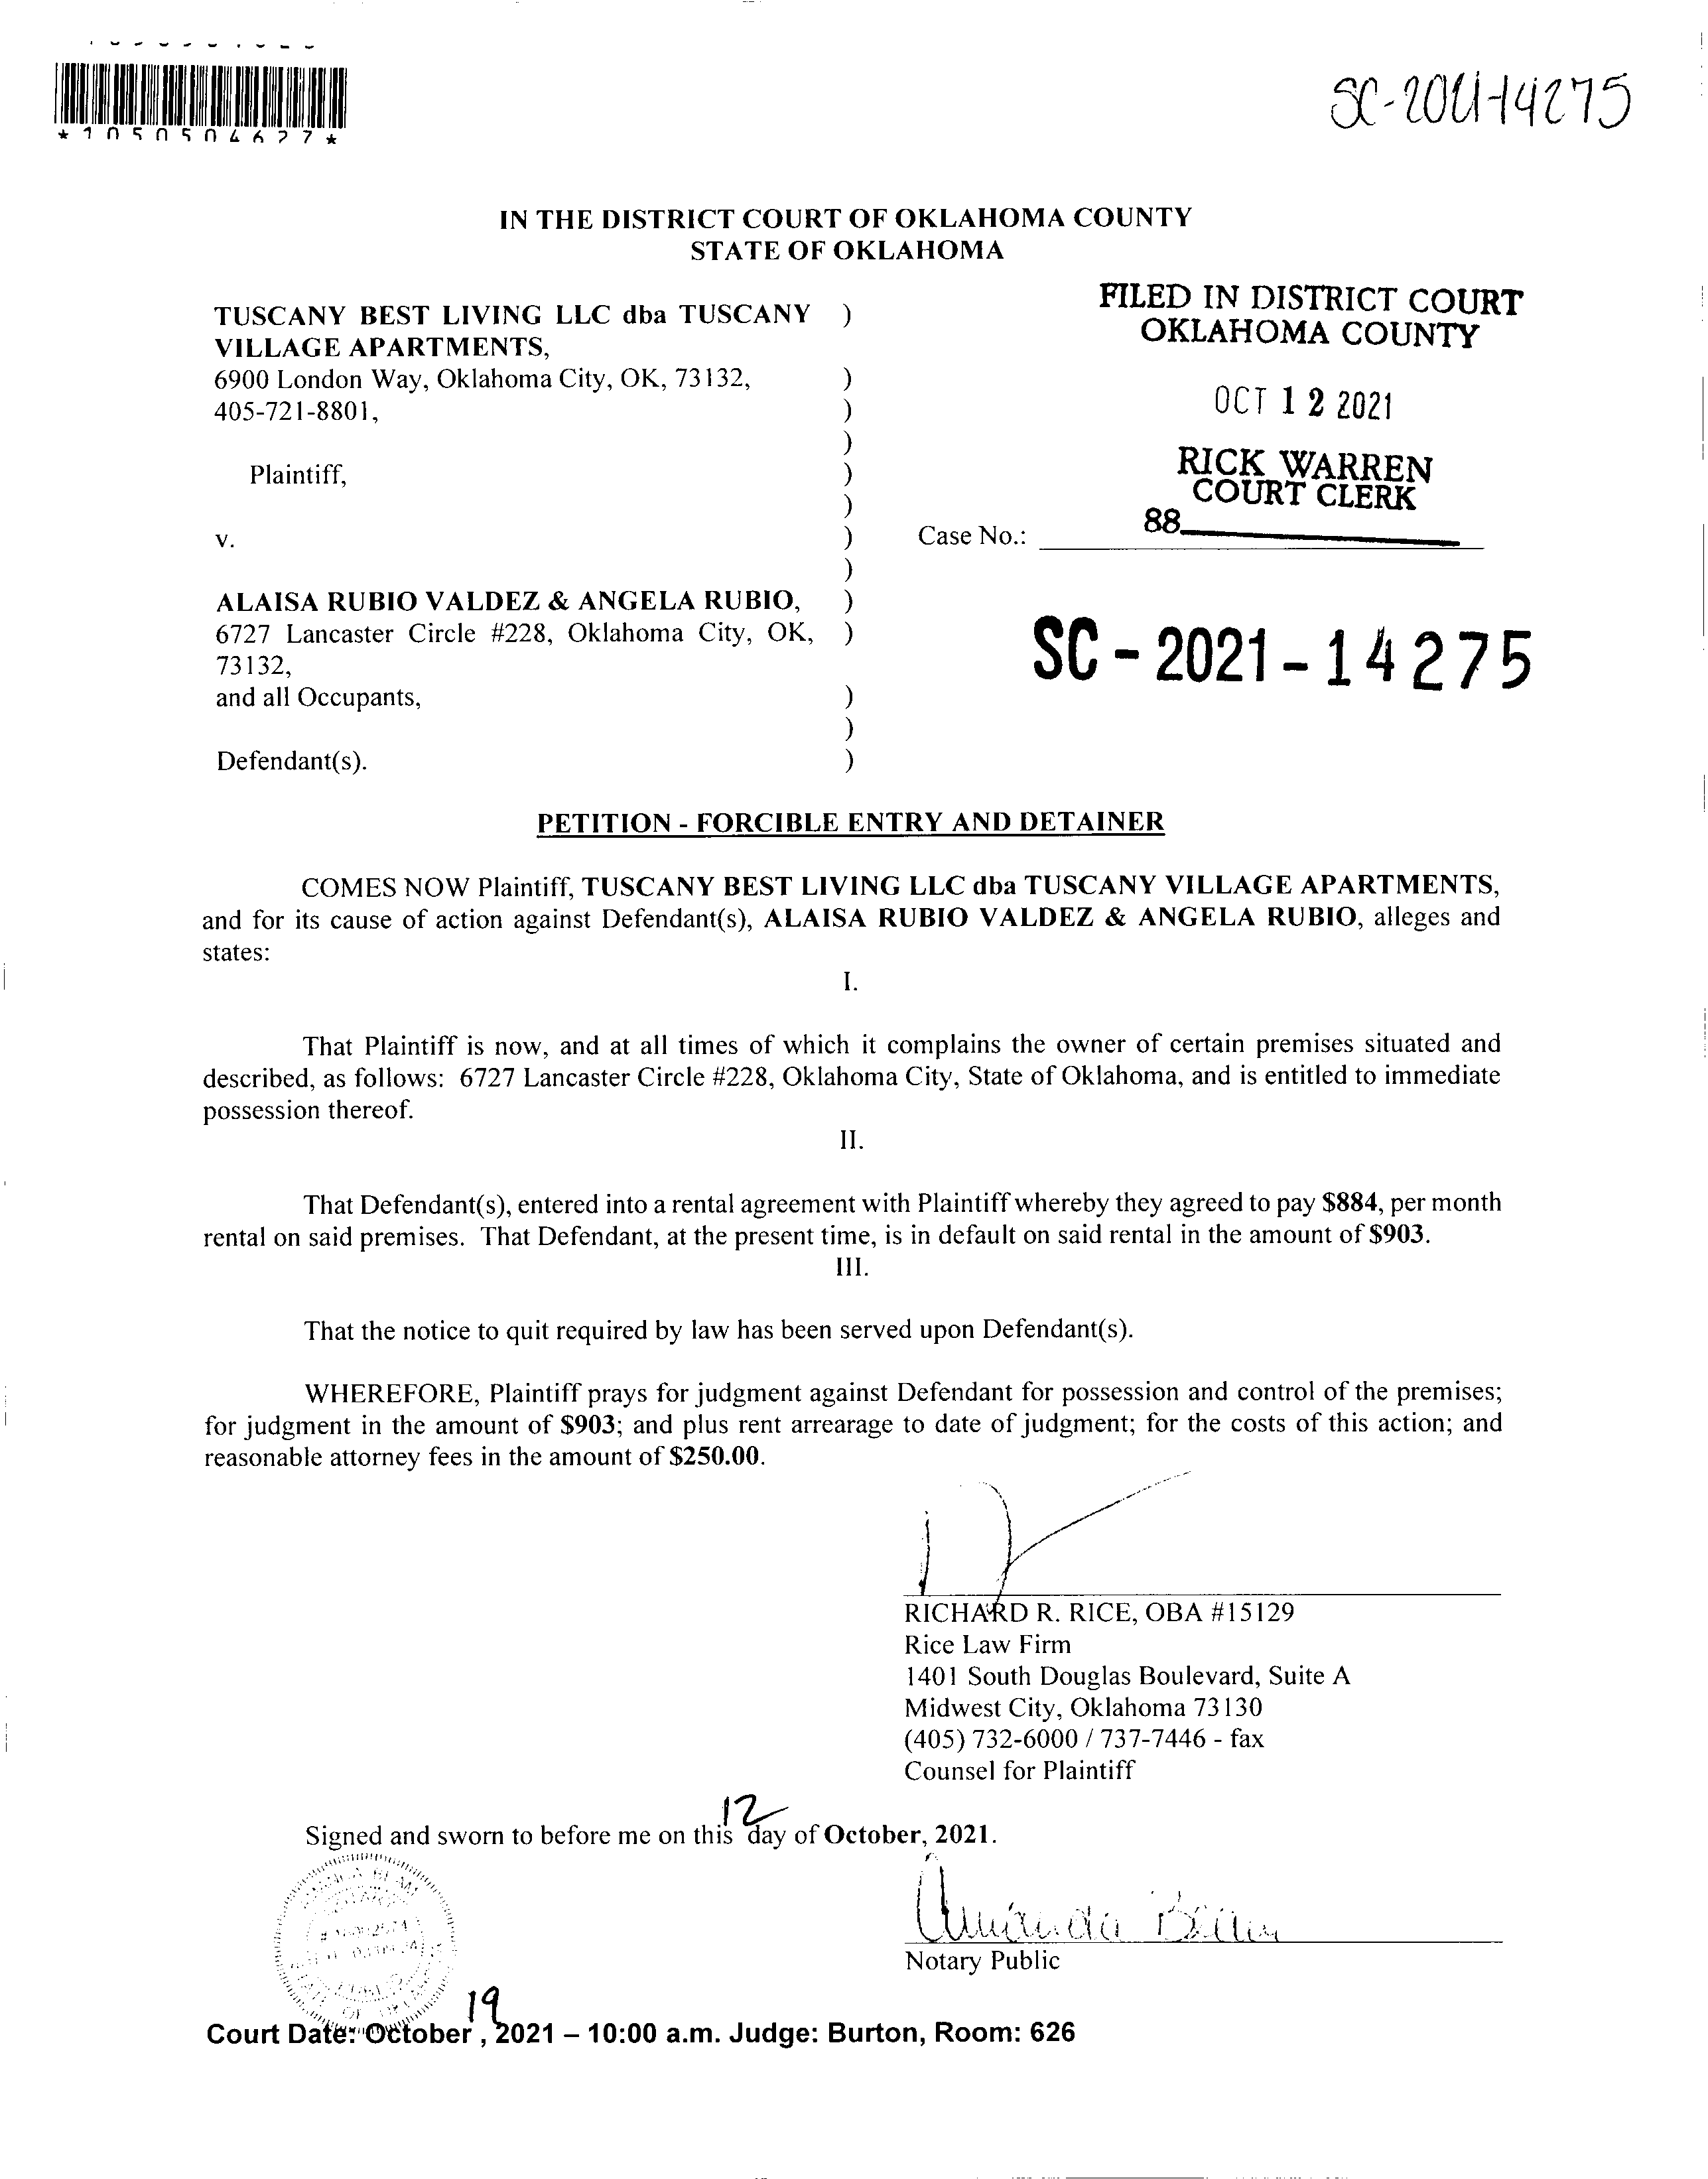 *1050504627*
SC-2021-14275
IN THE DISTRICT COURT OF OKLAHOMA COUNTY
STATE OF OKLAHOMA
TUSCANY BEST LIVING LLC dba TUSCANY )
VILLAGE APARTMENTS,
6900 London Way, Oklahoma City, OK, 73132, )
405-721-8801, )
)
Plaintiff, )
)
v. )
)
ALAISA RUBIO VALDEZ & ANGELA RUBIO, )
6727 Lancaster Circle #228, Oklahoma City, OK, )
73132,
and all Occupants, )
)
Defendant(s). )
FILED IN DISTRICT COURT
OKLAHOMA COUNTY
OCT 12 2021
RICK WARREN
COURT CLERK
88
Case No.:
SC-2021-14275
PETITION - FORCIBLE ENTRY AND DETAINER
COMES NOW Plaintiff, TUSCANY BEST LIVING LLC dba TUSCANY VILLAGE APARTMENTS,
and for its cause of action against Defendant(s), ALAISA RUBIO VALDEZ & ANGELA RUBIO, alleges and
states:
I.
That Plaintiff is now, and at all times of which it complains the owner of certain premises situated and
described, as follows: 6727 Lancaster Circle #228, Oklahoma City, State of Oklahoma, and is entitled to immediate
possession thereof.
II.
That Defendant(s), entered into a rental agreement with Plaintiff whereby they agreed to pay $884, per month
rental on said premises. That Defendant, at the present time, is in default on said rental in the amount of $903.
III.
That the notice to quit required by law has been served upon Defendant(s).
WHEREFORE, Plaintiff prays for judgment against Defendant for possession and control of the premises;
for judgment in the amount of $903; and plus rent arrearage to date of judgment; for the costs of this action; and
reasonable attorney fees in the amount of $250.00.
RICHARD R. RICE, OBA #15129
Rice Law Firm
1401 South Douglas Boulevard, Suite A
Midwest City, Oklahoma 73130
(405) 732-6000 / 737-7446 - fax
Counsel for Plaintiff
Signed and sworn to before me on this 12 day of October, 2021.
Amanda Beam
Notary Public
Court Date: October 19, 2021 – 10:00 a.m. Judge: Burton, Room: 626